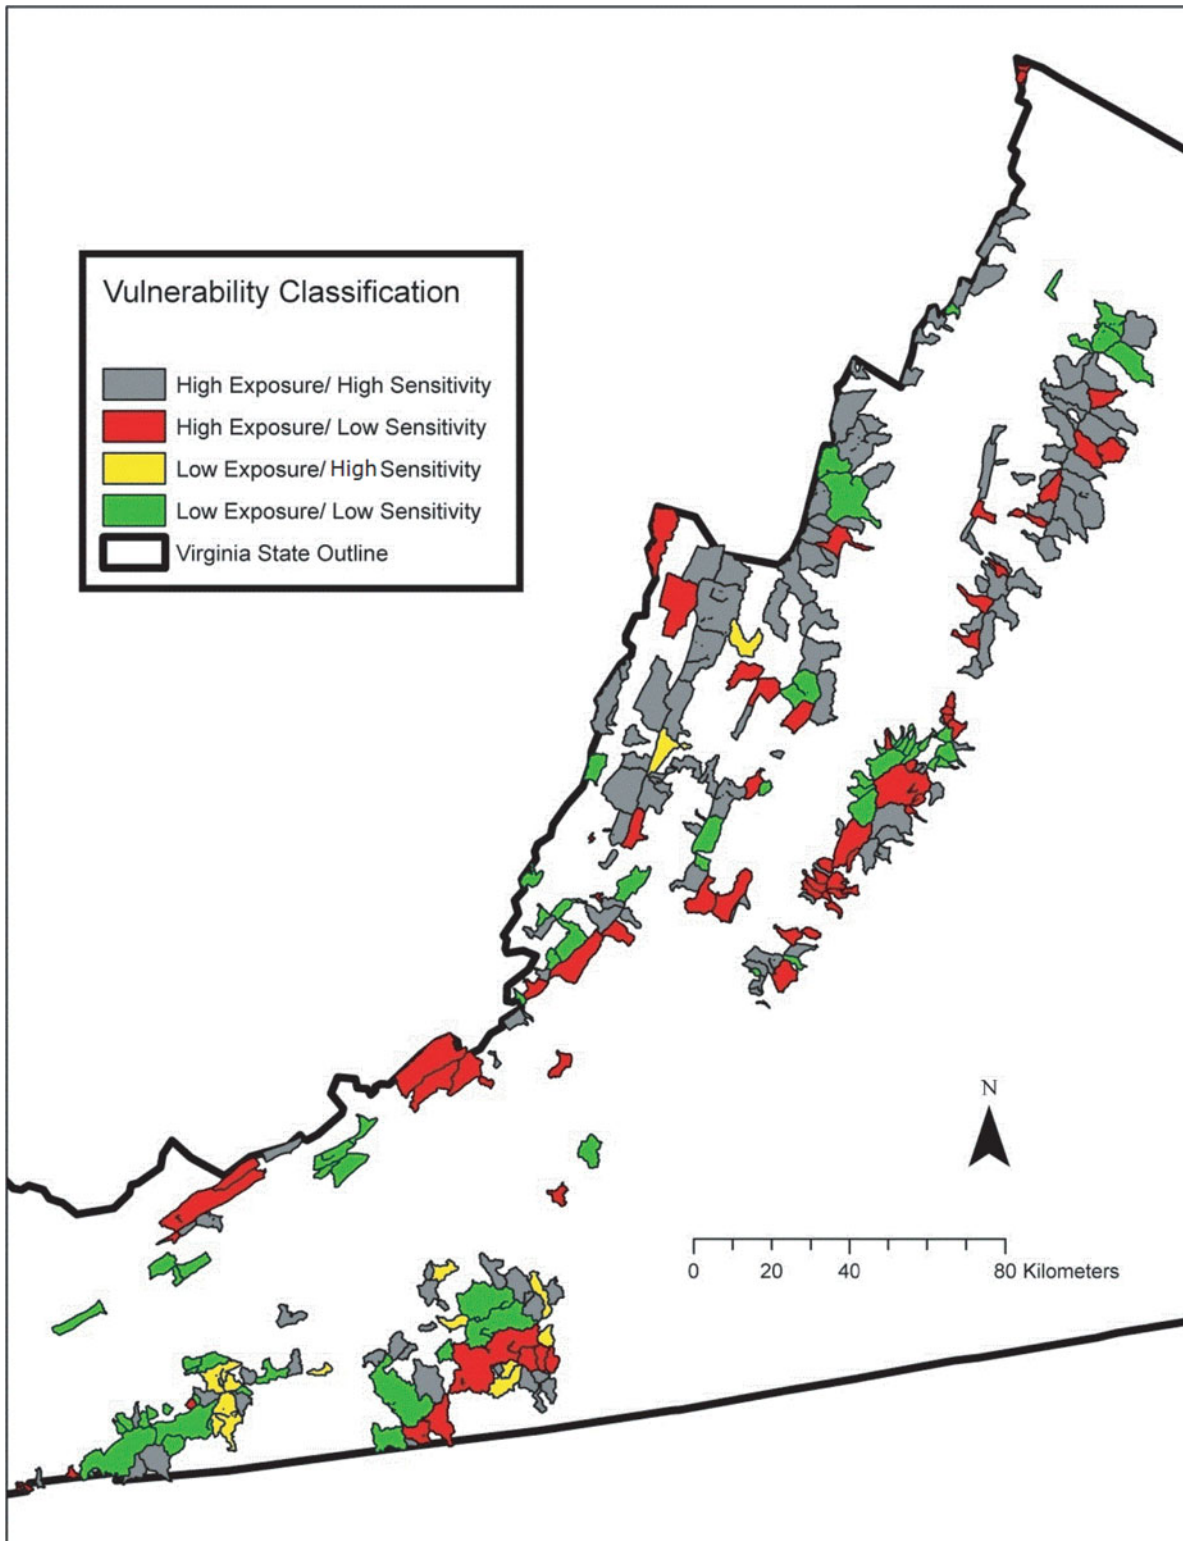 Vulnerability Classification
High Exposure/ High Sensitivity
High Exposure/ Low Sensitivity
Low Exposure/ High Sensitivity
Low Exposure/ Low Sensitivity
Virginia State Outline
N
0 20 40 80 Kilometers